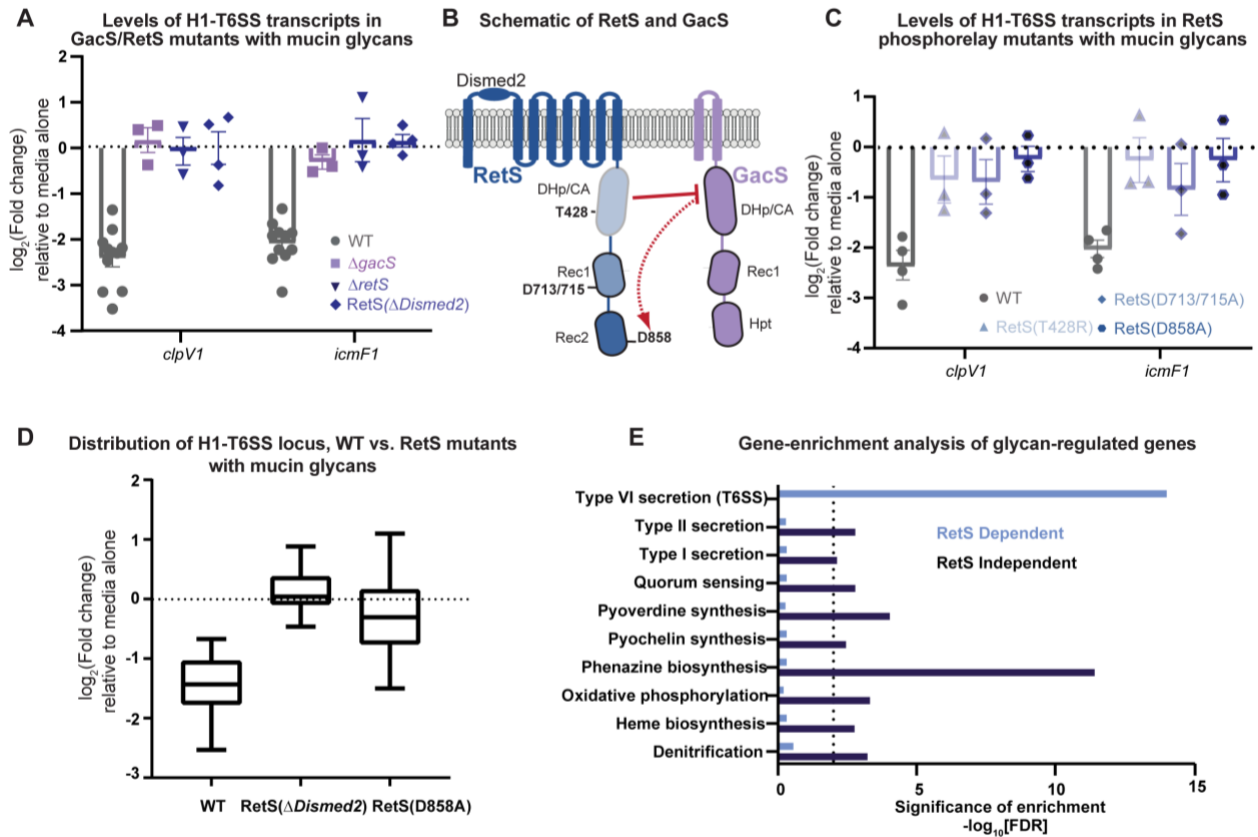 A
Levels of H1-T6SS transcripts in
GacS/RetS mutants with mucin glycans
log2(Fold change)
relative to media alone
2
1
0
-1
-2
-3
-4
WT
ΔgacS
ΔretS
RetS(ΔDismed2)
clpV1
icmF1
B
Schematic of RetS and GacS
Dismed2
RetS
GacS
DHp/CA
T428
DHp/CA
Rec1
D713/715
Rec1
Rec2
D858
Hpt
C
Levels of H1-T6SS transcripts in RetS
phosphorelay mutants with mucin glycans
log2(Fold change)
relative to media alone
1
0
-1
-2
-3
-4
WT
RetS(D713/715A)
RetS(T428R)
RetS(D858A)
clpV1
icmF1
D
Distribution of H1-T6SS locus, WT vs. RetS mutants
with mucin glycans
log2(Fold change)
relative to media alone
2
1
0
-1
-2
-3
WT
RetS(ΔDismed2)
RetS(D858A)
E
Gene-enrichment analysis of glycan-regulated genes
Type VI secretion (T6SS)
Type II secretion
Type I secretion
Quorum sensing
Pyoverdine synthesis
Pyochelin synthesis
Phenazine biosynthesis
Oxidative phosphorylation
Heme biosynthesis
Denitrification
RetS Dependent
RetS Independent
0
5
10
15
Significance of enrichment
-log10[FDR]